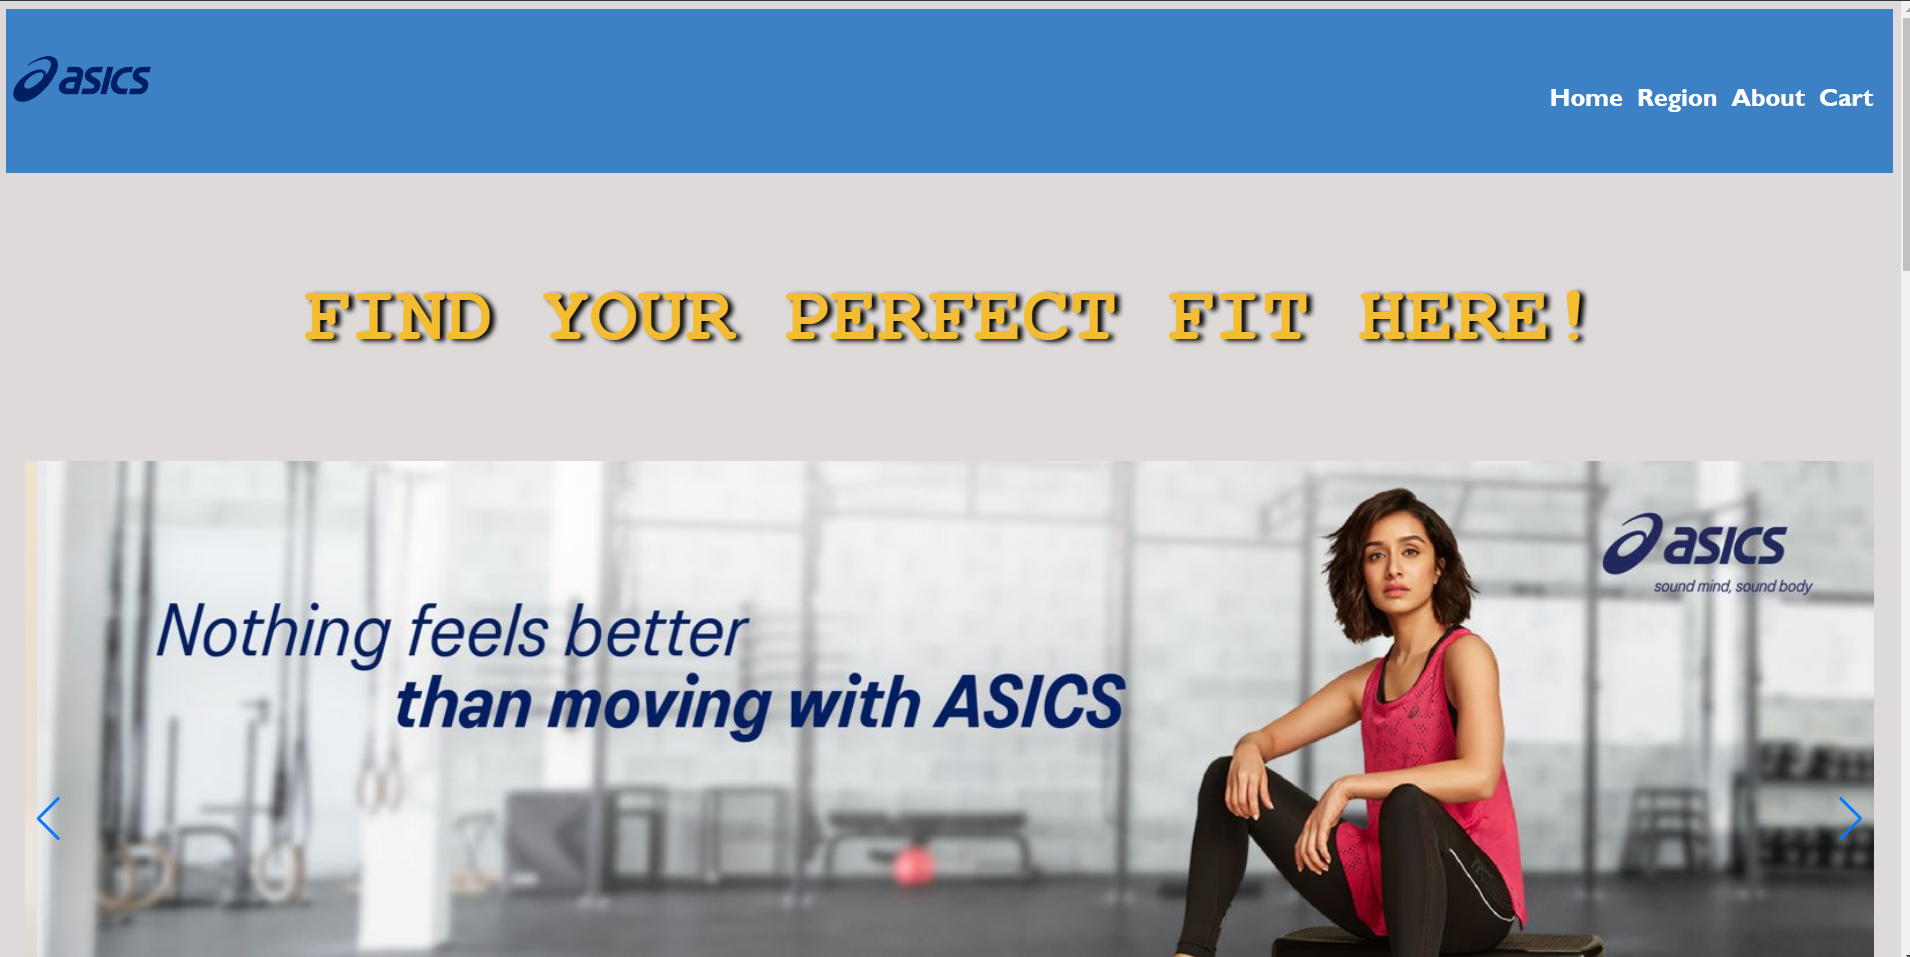 asics
Home Region About Cart
FIND YOUR PERFECT FIT HERE!
asics
sound mind, sound body
Nothing feels better
than moving with ASICS